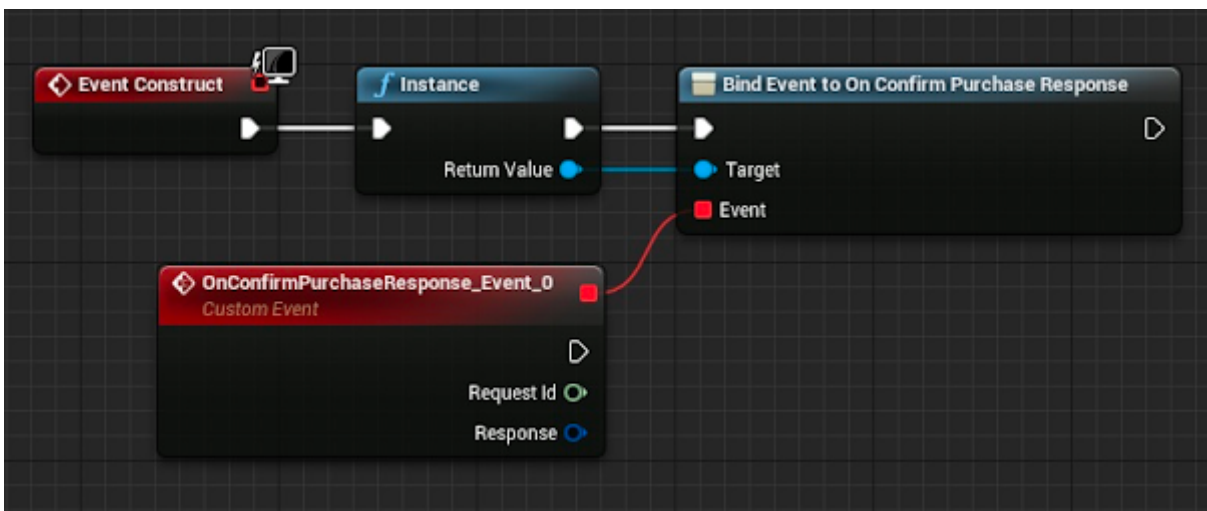 Event Construct
f Instance
Bind Event to On Confirm Purchase Response
Return Value
Target
Event
OnConfirmPurchaseResponse_Event_0
Custom Event
Request Id
Response